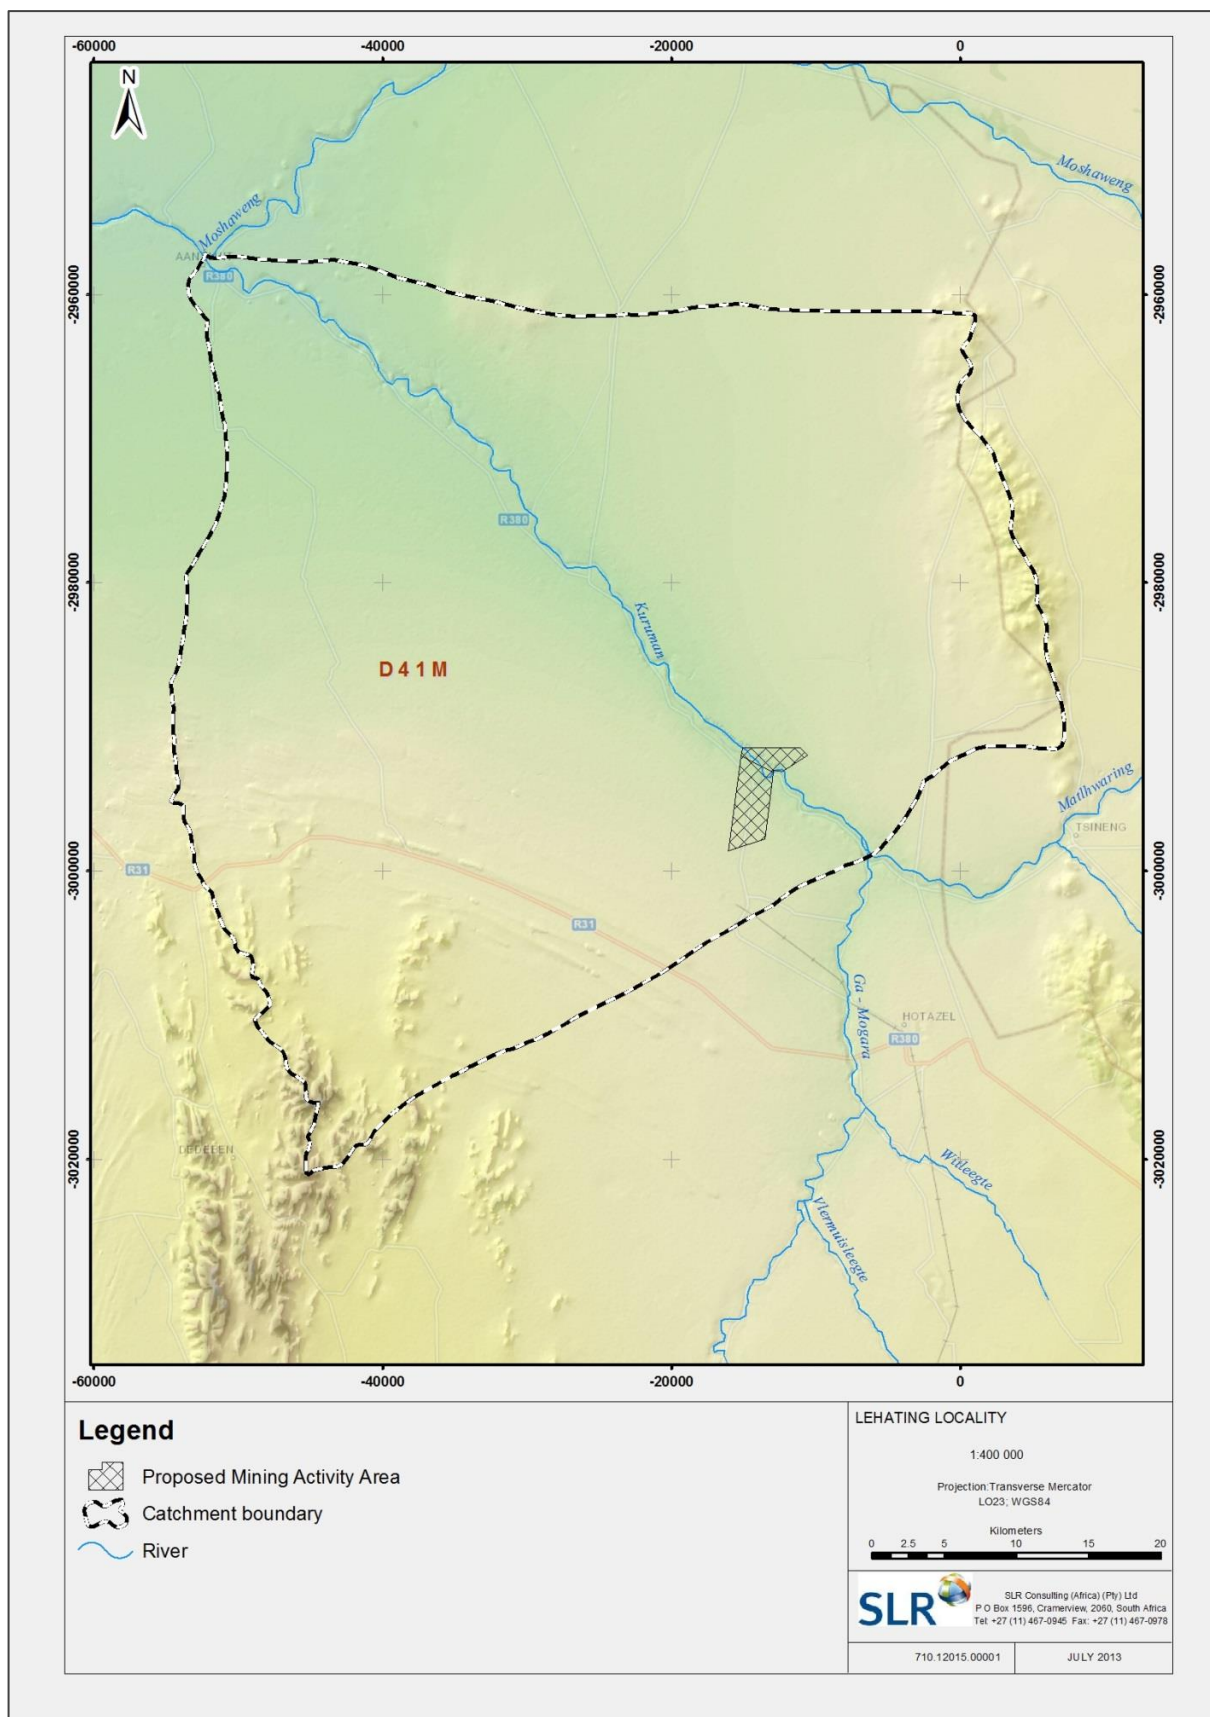 -60000
-40000
-20000
0
N
Moshaweng
Moshaweng
R380
-2960000
-2960000
R380
-2980000
-2980000
Kuruman
D 4 1 M
Matlhwaring
TSINENG
-3000000
-3000000
R31
R31
Ga - Mogara
HOTAZEL
R380
-3020000
-3020000
DEDEBEN
Witleegte
Vlermuisleegte
-60000
-40000
-20000
0
Legend
Proposed Mining Activity Area
Catchment boundary
River
LEHATING LOCALITY
1:400 000
Projection:Transverse Mercator
LO23; WGS84
Kilometers
0 2.5 5 10 15 20
SLR
SLR Consulting (Africa) (Pty) Ltd
P O Box 1596, Cramerview, 2060, South Africa
Tel: +27 (11) 467-0945 Fax: +27 (11) 467-0978
710.12015.00001
JULY 2013